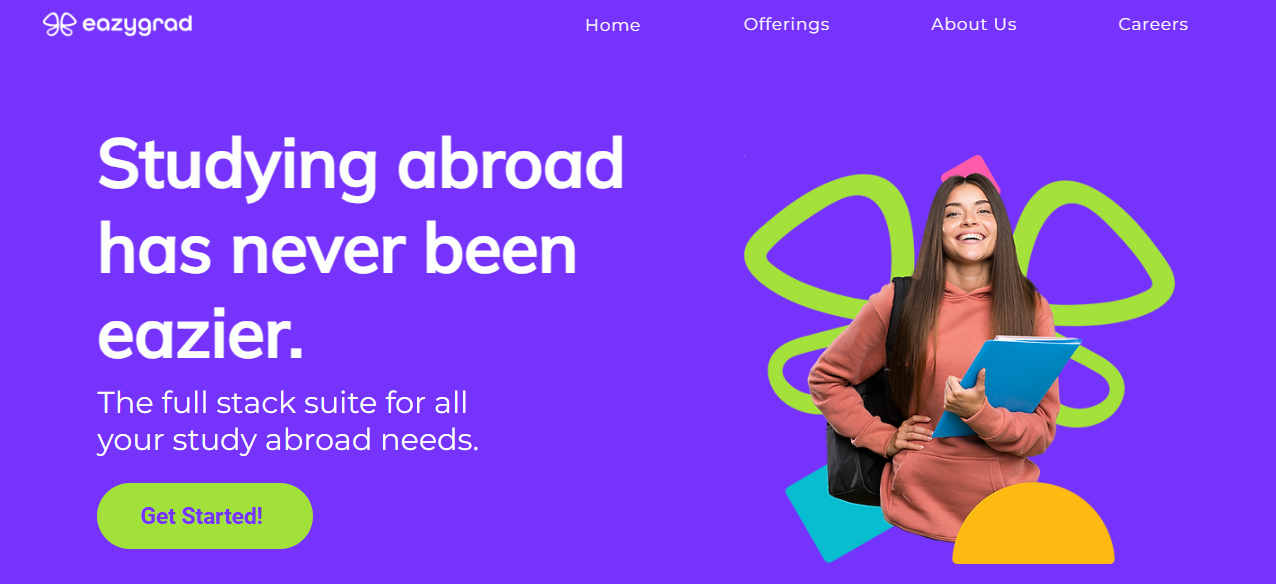 eazygrad
Home
Offerings
About Us
Careers
Studying abroad
has never been
eazier.
The full stack suite for all
your study abroad needs.
Get Started!